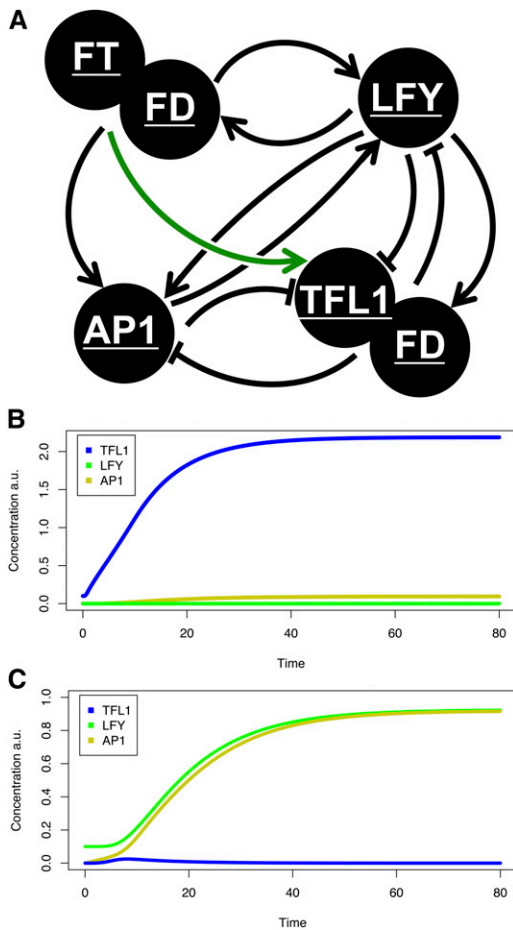 A
FT
FD
LFY
AP1
TFL1
FD
B
Concentration a.u.
2.0
1.5
1.0
0.5
0.0
TFL1
LFY
AP1
0 20 40 60 80
Time
C
Concentration a.u.
1.0
0.8
0.6
0.4
0.2
0.0
TFL1
LFY
AP1
0 20 40 60 80
Time